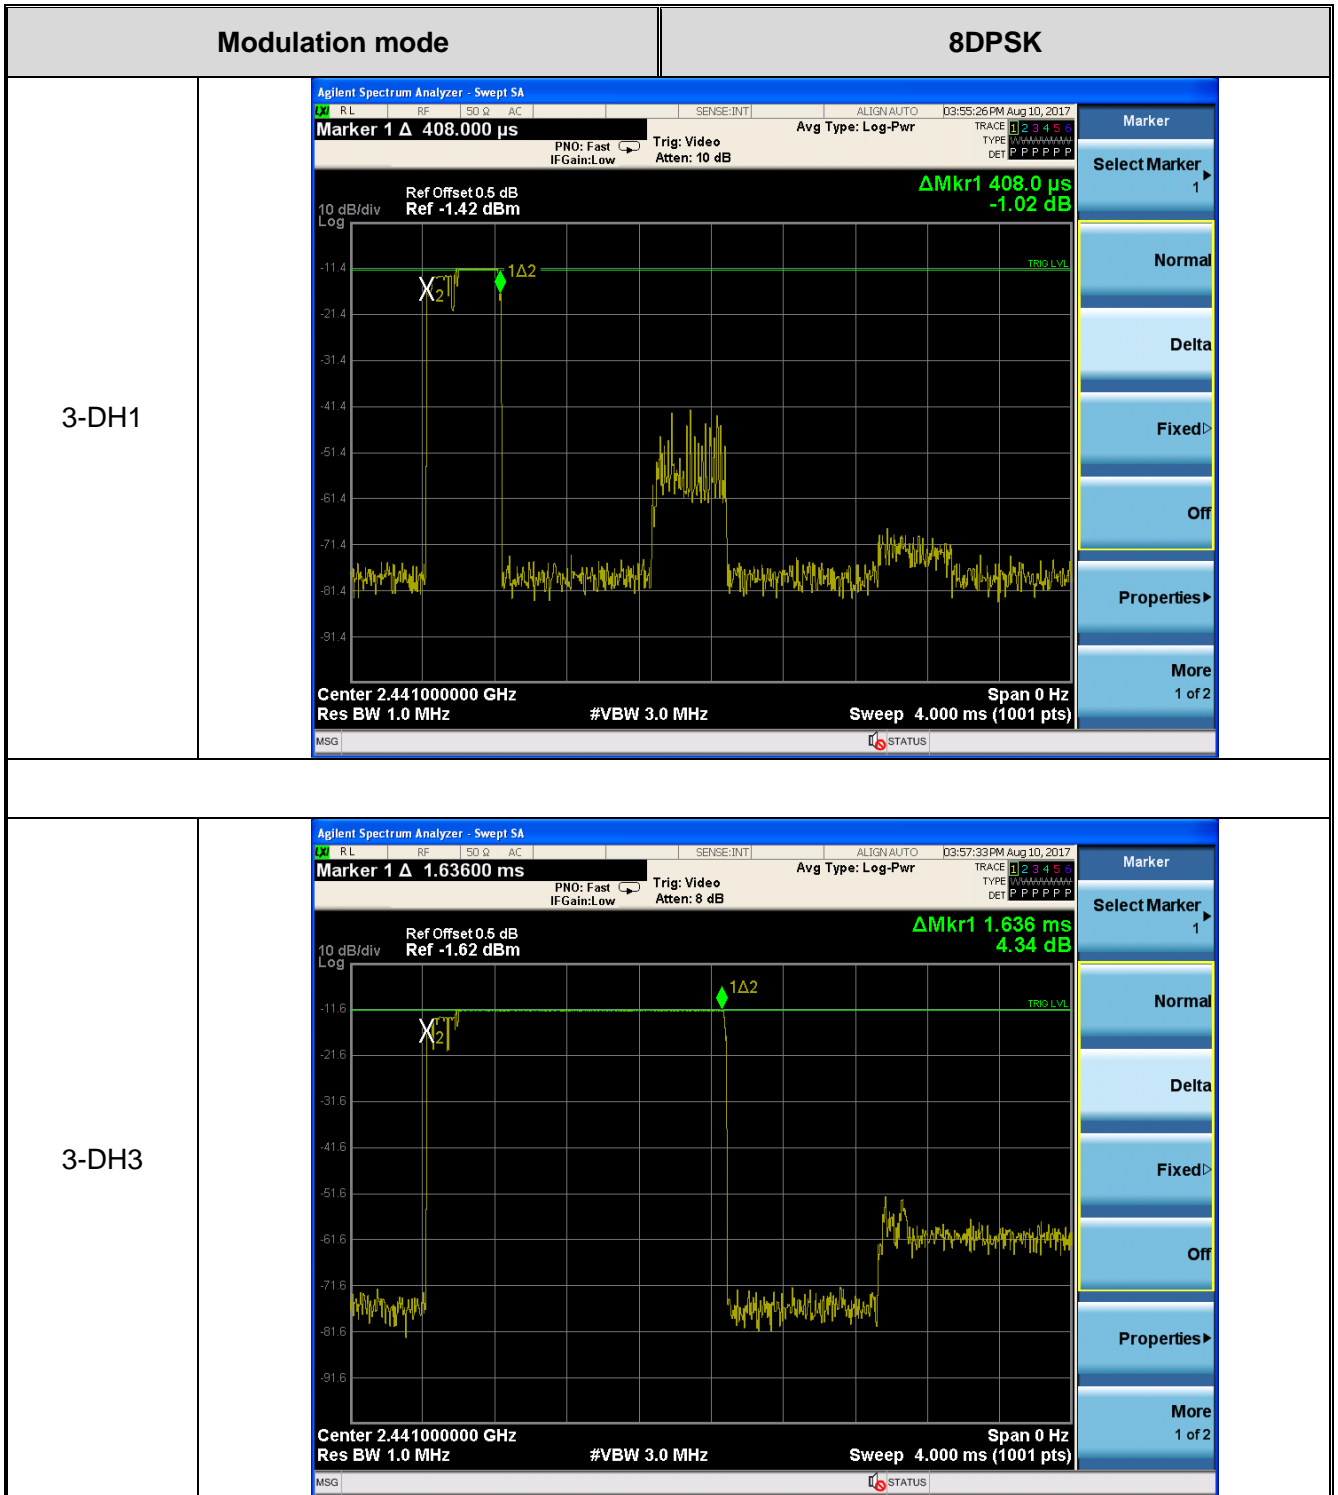 Modulation mode 8DPSK
3-DH1
Agilent Spectrum Analyzer - Swept SA
LXI RL RF 50 Ω AC SENSE:INT ALIGN AUTO 03:55:26 PM Aug 10, 2017
Marker 1 Δ 408.000 µs
PNO: Fast
IFGain:Low
Trig: Video
Atten: 10 dB
Avg Type: Log-Pwr
TRACE 1 2 3 4 5 6
TYPE
DET P P P P P P
ΔMkr1 408.0 µs
-1.02 dB
Ref Offset 0.5 dB
10 dB/div Ref -1.42 dBm
Log
-11.4
-21.4
-31.4
-41.4
-51.4
-61.4
-71.4
-81.4
-91.4
1Δ2
X2
TRIG LVL
Center 2.441000000 GHz Span 0 Hz
Res BW 1.0 MHz #VBW 3.0 MHz Sweep 4.000 ms (1001 pts)
MSG STATUS
Marker
Select Marker
1
Normal
Delta
Fixed
Off
Properties
More
1 of 2
3-DH3
Agilent Spectrum Analyzer - Swept SA
LXI RL RF 50 Ω AC SENSE:INT ALIGN AUTO 03:57:33 PM Aug 10, 2017
Marker 1 Δ 1.63600 ms
PNO: Fast
IFGain:Low
Trig: Video
Atten: 8 dB
Avg Type: Log-Pwr
TRACE 1 2 3 4 5 6
TYPE
DET P P P P P P
ΔMkr1 1.636 ms
4.34 dB
Ref Offset 0.5 dB
10 dB/div Ref -1.62 dBm
Log
-11.6
-21.6
-31.6
-41.6
-51.6
-61.6
-71.6
-81.6
-91.6
1Δ2
X2
TRIG LVL
Center 2.441000000 GHz Span 0 Hz
Res BW 1.0 MHz #VBW 3.0 MHz Sweep 4.000 ms (1001 pts)
MSG STATUS
Marker
Select Marker
1
Normal
Delta
Fixed
Off
Properties
More
1 of 2